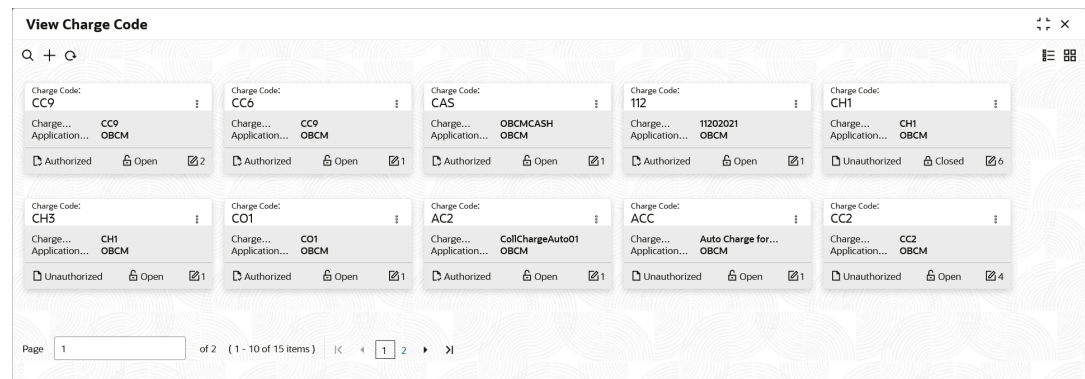 View Charge Code
Charge Code:
CC9
Charge... CC9
Application... OBCM
Authorized Open 2
Charge Code:
CC6
Charge... CC9
Application... OBCM
Authorized Open 1
Charge Code:
CAS
Charge... OBCMCASH
Application... OBCM
Authorized Open 1
Charge Code:
112
Charge... 11202021
Application... OBCM
Authorized Open 1
Charge Code:
CH1
Charge... CH1
Application... OBCM
Unauthorized Closed 6
Charge Code:
CH3
Charge... CH1
Application... OBCM
Unauthorized Open 1
Charge Code:
CO1
Charge... CO1
Application... OBCM
Authorized Open 1
Charge Code:
AC2
Charge... CollChargeAuto01
Application... OBCM
Authorized Open 1
Charge Code:
ACC
Charge... Auto Charge for...
Application... OBCM
Unauthorized Open 1
Charge Code:
CC2
Charge... CC2
Application... OBCM
Unauthorized Open 4
Page 1 of 2 ( 1 - 10 of 15 items ) 1 2